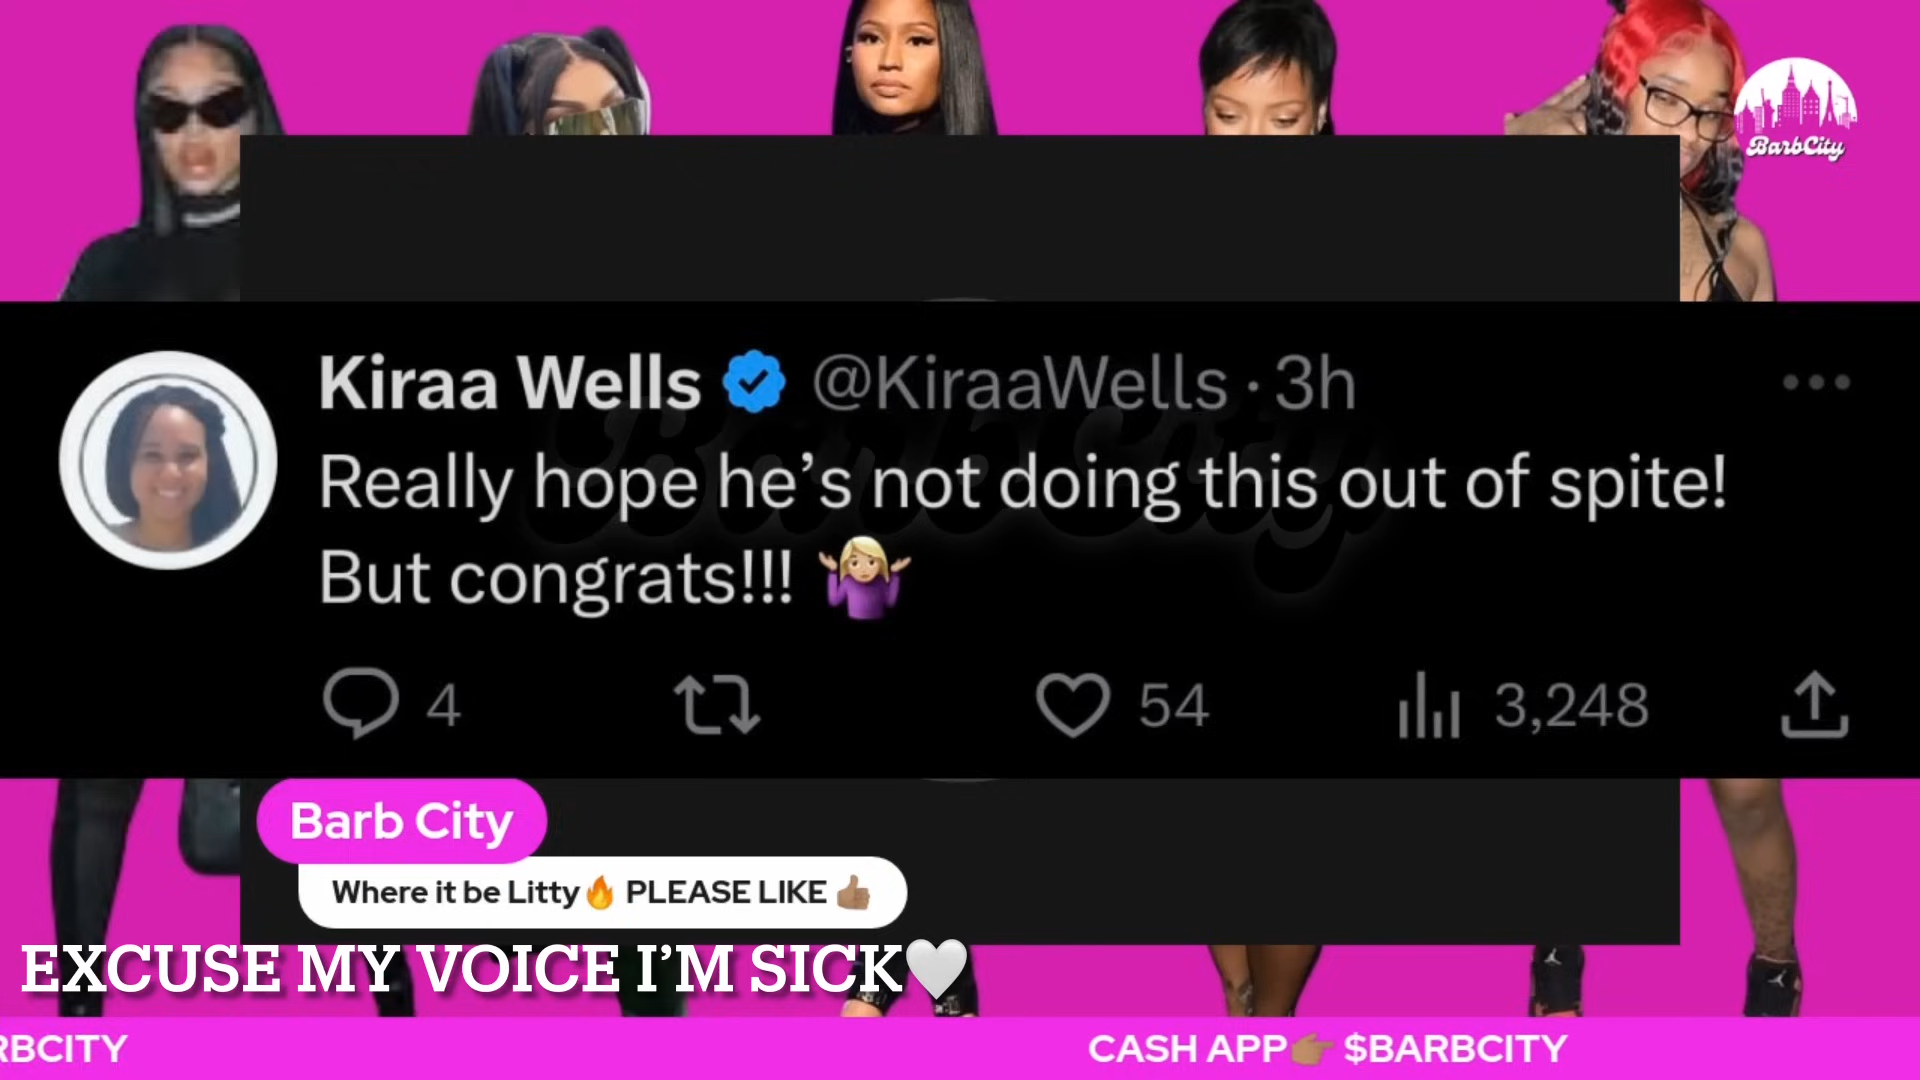 BarbCity
Kiraa Wells @KiraaWells · 3h
Really hope he’s not doing this out of spite!
But congrats!!! 🤷🏼‍♀️
4 54 3,248
BarbCity
Barb City
Where it be Litty🔥 PLEASE LIKE 👍🏽
EXCUSE MY VOICE I’M SICK🤍
RBCITY CASH APP👉🏽 $BARBCITY